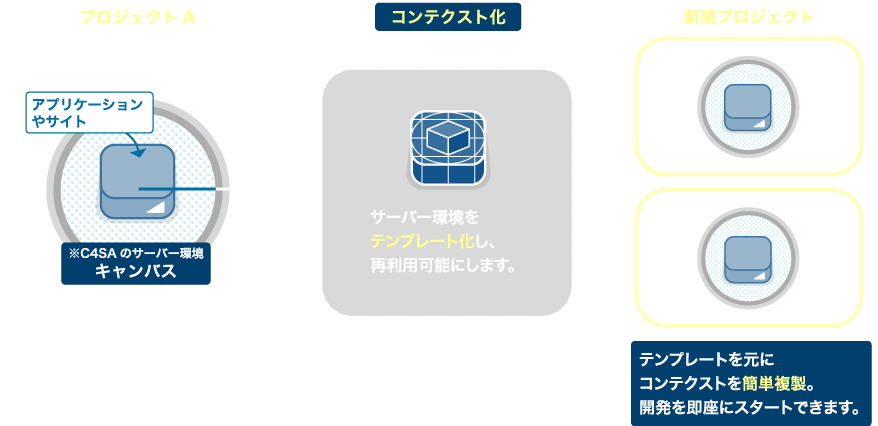 プロジェクト A
アプリケーション
やサイト
※C4SA のサーバー環境
キャンバス
コンテクスト化
サーバー環境を
テンプレート化し、
再利用可能にします。
新規プロジェクト
テンプレートを元に
コンテクストを簡単複製。
開発を即座にスタートできます。